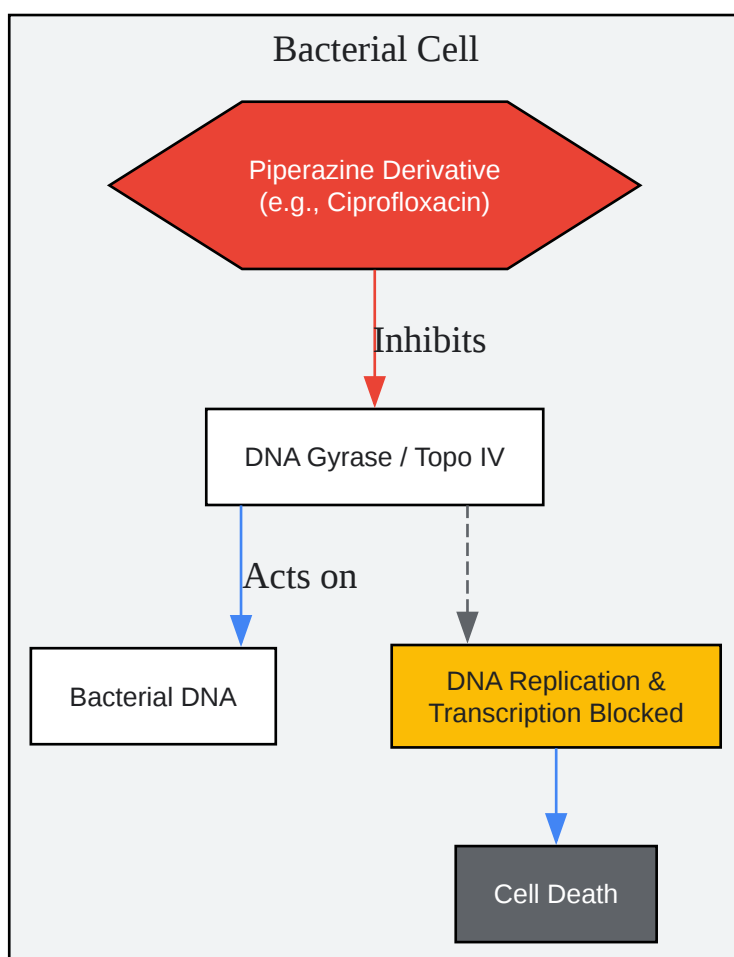 Bacterial Cell
Piperazine Derivative
(e.g., Ciprofloxacin)
Inhibits
DNA Gyrase / Topo IV
Acts on
Bacterial DNA
DNA Replication &
Transcription Blocked
Cell Death